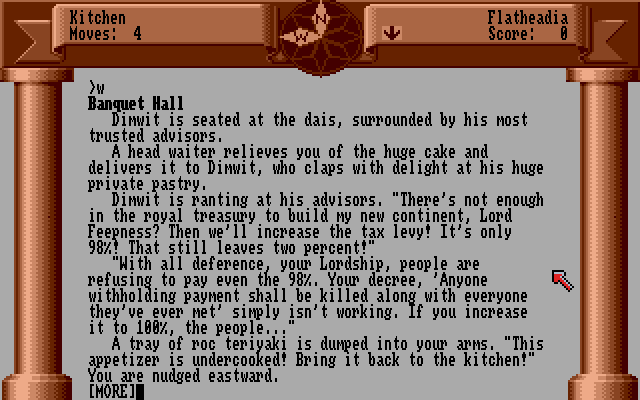 Kitchen
Flatheadia
Moves: 4
Score: 0
N
W
>w
Banquet Hall
Dimwit is seated at the dais, surrounded by his most
trusted advisors.
A head waiter relieves you of the huge cake and
delivers it to Dimwit, who claps with delight at his huge
private pastry.
Dimwit is ranting at his advisors. "There's not enough
in the royal treasury to build my new continent, Lord
Feepness? Then we'll increase the tax levy! It's only
98%! That still leaves two percent!"
"With all deference, your Lordship, people are
refusing to pay even the 98%. Your decree, 'Anyone
withholding payment shall be killed along with everyone
they've ever met' simply isn't working. If you increase
it to 100%, the people..."
A tray of roc teriyaki is dumped into your arms. "This
appetizer is undercooked! Bring it back to the kitchen!"
You are nudged eastward.
[MORE]